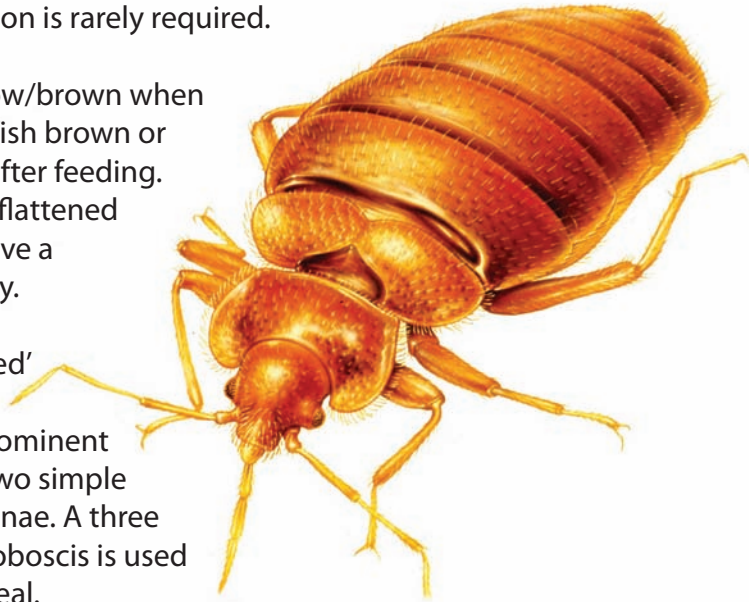 on is rarely required.
ow/brown when
ish brown or
fter feeding.
flattened
ve a
y.
ed’
ominent
wo simple
nae. A three
oboscis is used
eal.